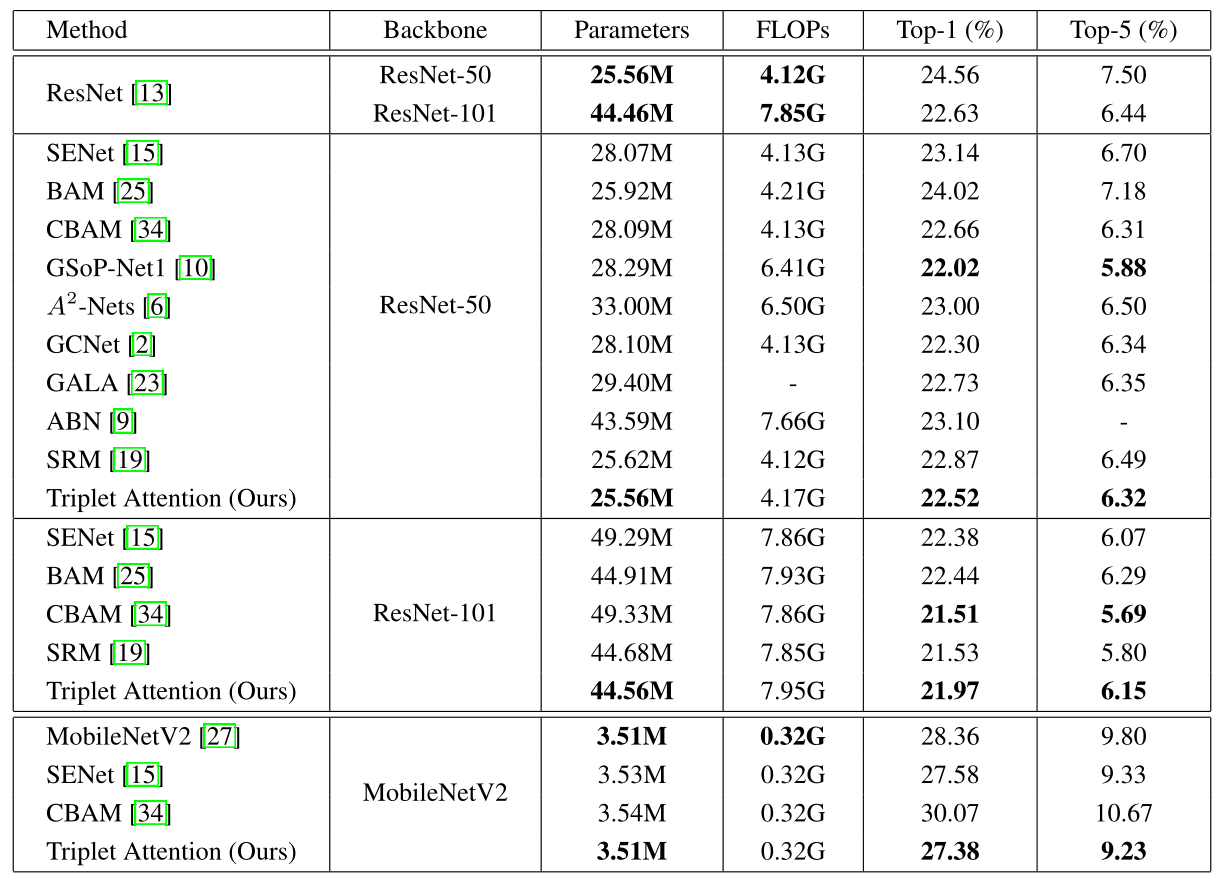 Method Backbone Parameters FLOPs Top-1 (%) Top-5 (%)
ResNet [13] ResNet-50 25.56M 4.12G 24.56 7.50
ResNet-101 44.46M 7.85G 22.63 6.44
SENet [15] 28.07M 4.13G 23.14 6.70
BAM [25] 25.92M 4.21G 24.02 7.18
CBAM [34] 28.09M 4.13G 22.66 6.31
GSoP-Net1 [10] 28.29M 6.41G 22.02 5.88
A²-Nets [6] ResNet-50 33.00M 6.50G 23.00 6.50
GCNet [2] 28.10M 4.13G 22.30 6.34
GALA [23] 29.40M - 22.73 6.35
ABN [9] 43.59M 7.66G 23.10 -
SRM [19] 25.62M 4.12G 22.87 6.49
Triplet Attention (Ours) 25.56M 4.17G 22.52 6.32
SENet [15] 49.29M 7.86G 22.38 6.07
BAM [25] 44.91M 7.93G 22.44 6.29
CBAM [34] ResNet-101 49.33M 7.86G 21.51 5.69
SRM [19] 44.68M 7.85G 21.53 5.80
Triplet Attention (Ours) 44.56M 7.95G 21.97 6.15
MobileNetV2 [27] 3.51M 0.32G 28.36 9.80
SENet [15] MobileNetV2 3.53M 0.32G 27.58 9.33
CBAM [34] 3.54M 0.32G 30.07 10.67
Triplet Attention (Ours) 3.51M 0.32G 27.38 9.23